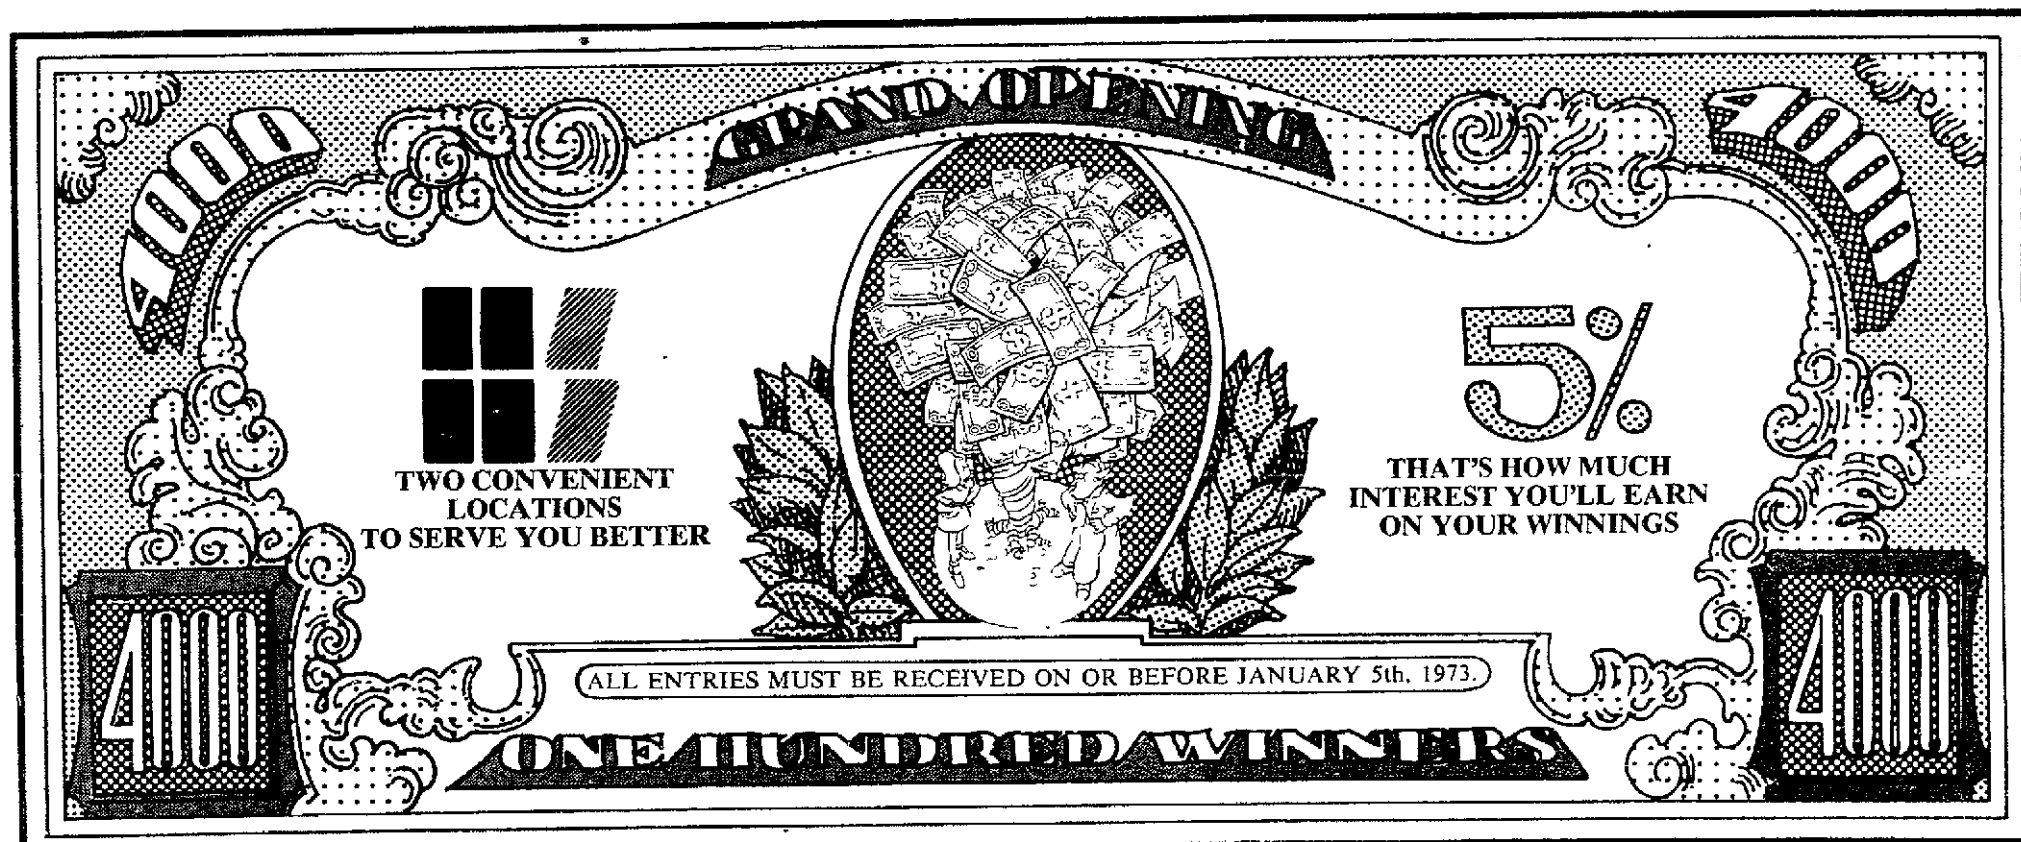 GRAND OPENING
4000
4000
5%
TWO CONVENIENT
LOCATIONS
TO SERVE YOU BETTER
THAT'S HOW MUCH
INTEREST YOU'LL EARN
ON YOUR WINNINGS
4000
4000
ALL ENTRIES MUST BE RECEIVED ON OR BEFORE JANUARY 5th, 1973.
ONE HUNDRED WINNERS